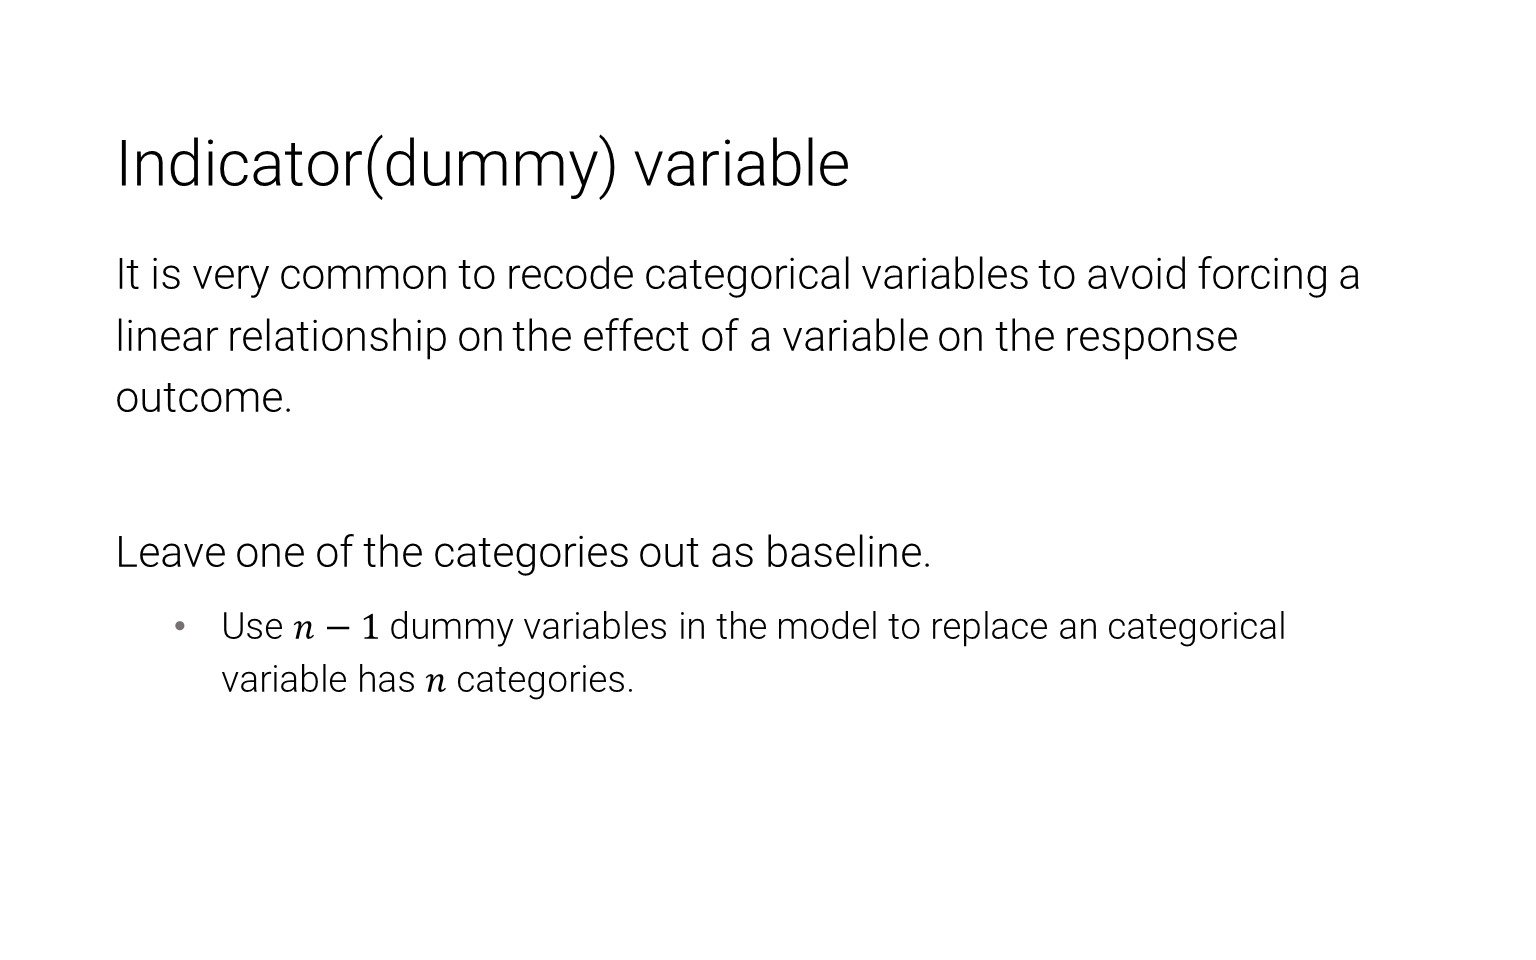 Indicator(dummy) variable
It is very common to recode categorical variables to avoid forcing a
linear relationship on the effect of a variable on the response
outcome.
Leave one of the categories out as baseline.
• Use n − 1 dummy variables in the model to replace an categorical
variable has n categories.